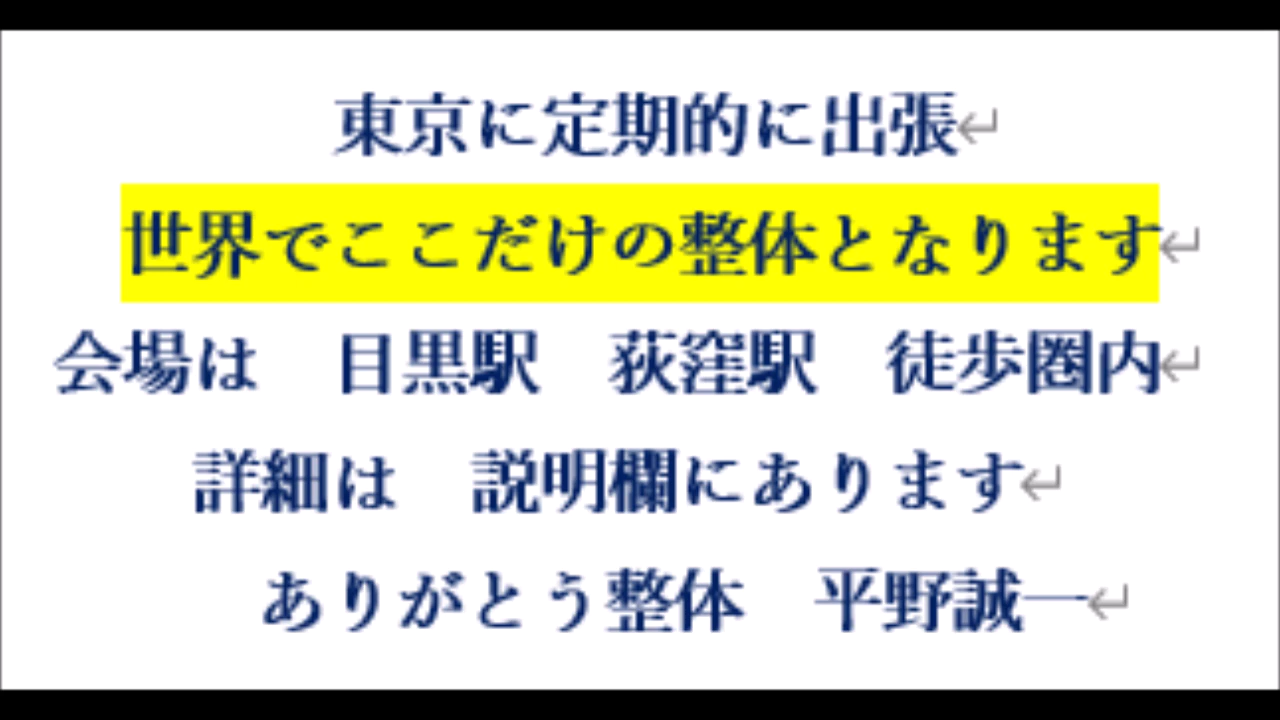 東京に定期的に出張
世界でここだけの整体となります
会場は　目黒駅　荻窪駅　徒歩圏内
詳細は　説明欄にあります
ありがとう整体　平野誠一